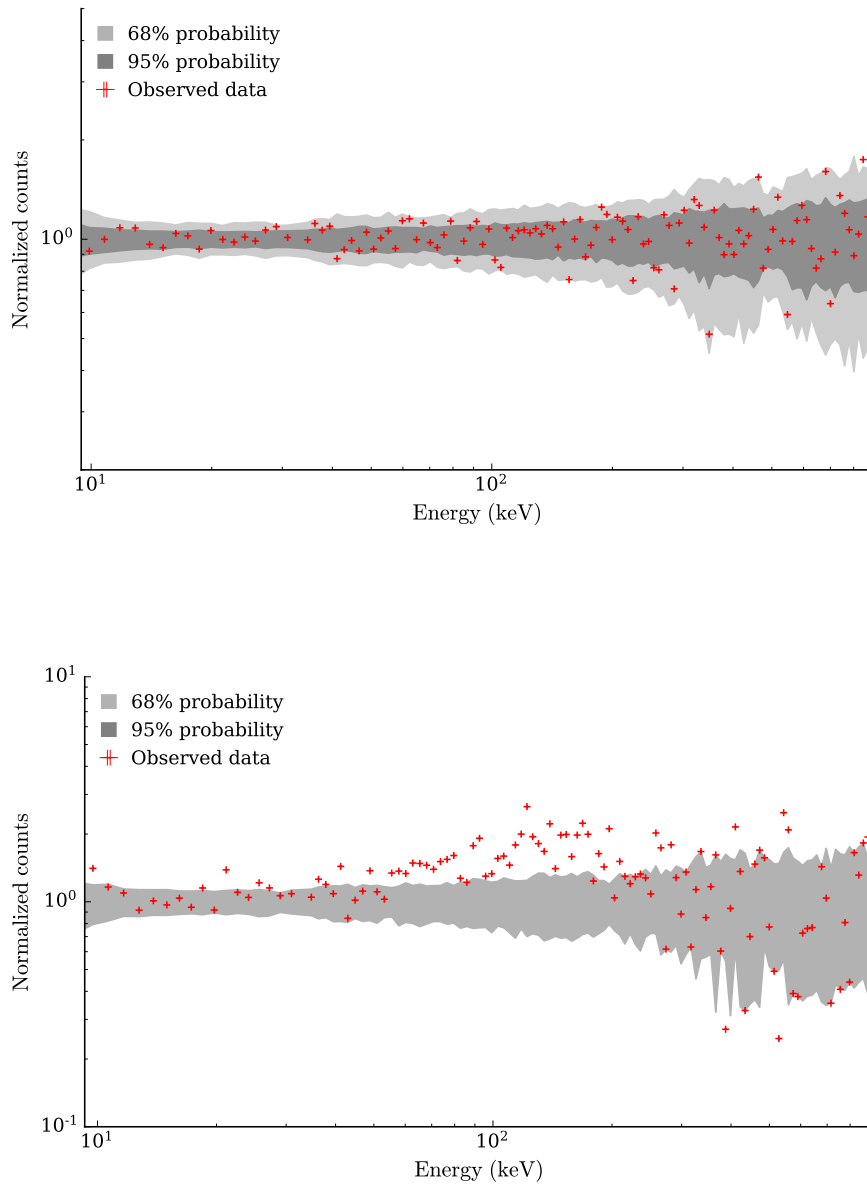 68% probability
95% probability
Observed data
Normalized counts
10⁰
10¹
10²
Energy (keV)
10¹
68% probability
95% probability
Observed data
Normalized counts
10⁰
10⁻¹
10¹
10²
Energy (keV)